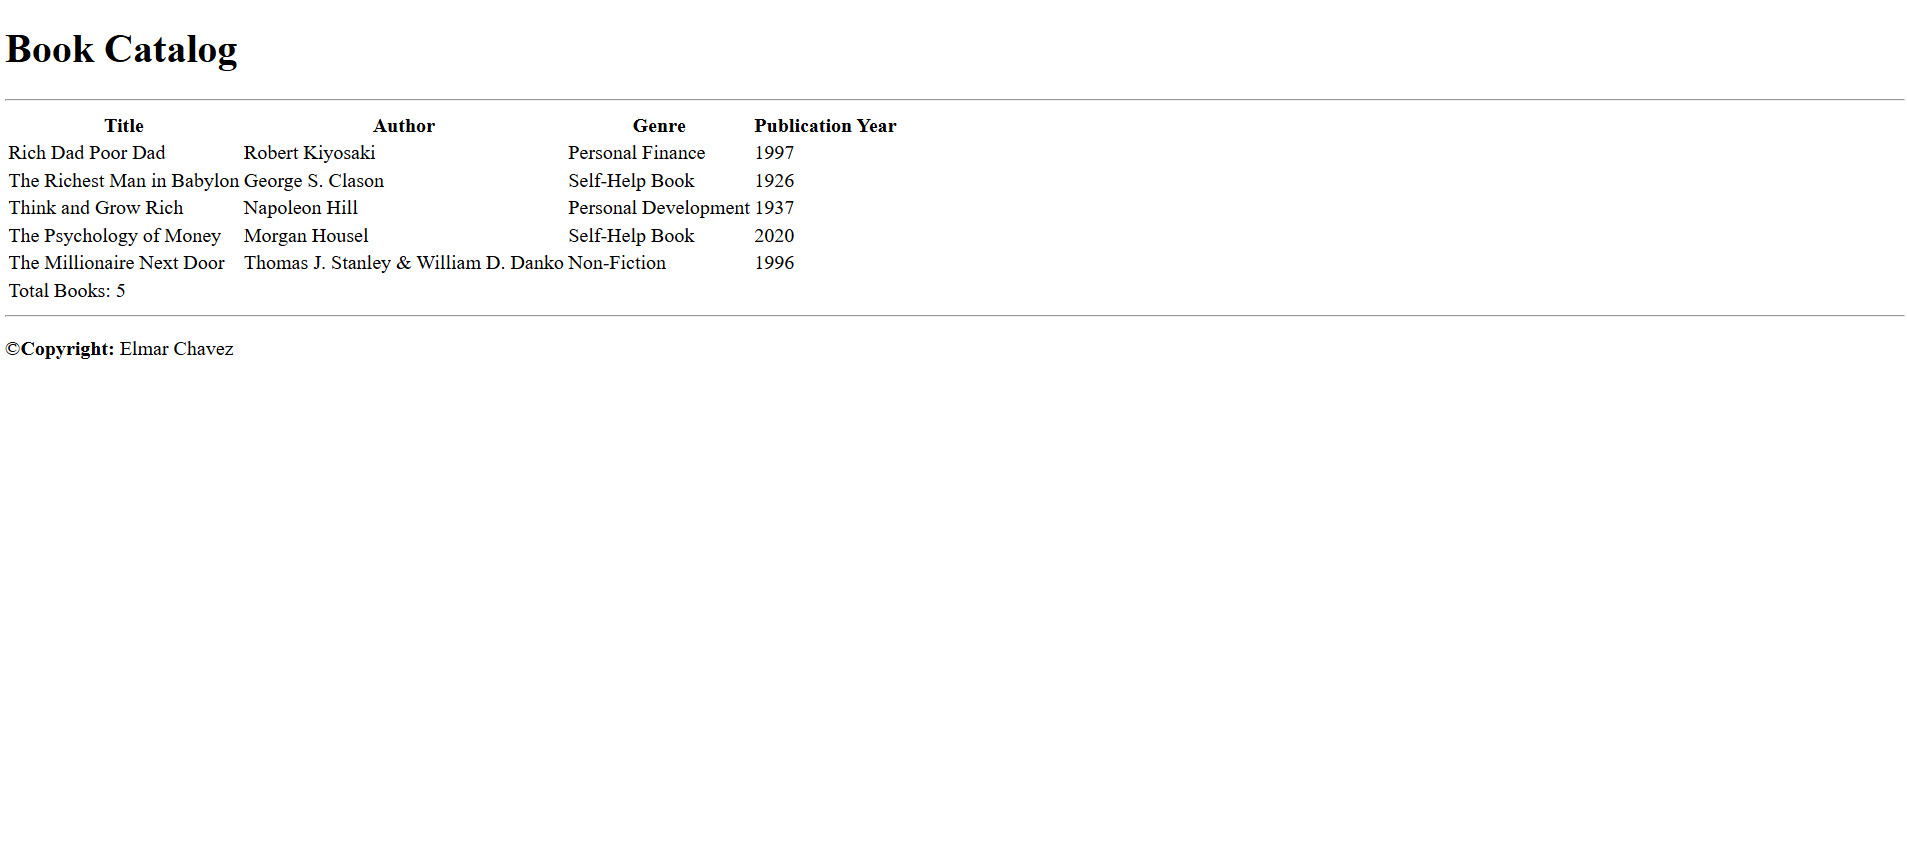 Book Catalog
Title Author Genre Publication Year
Rich Dad Poor Dad Robert Kiyosaki Personal Finance 1997
The Richest Man in Babylon George S. Clason Self-Help Book 1926
Think and Grow Rich Napoleon Hill Personal Development 1937
The Psychology of Money Morgan Housel Self-Help Book 2020
The Millionaire Next Door Thomas J. Stanley & William D. Danko Non-Fiction 1996
Total Books: 5
©Copyright: Elmar Chavez